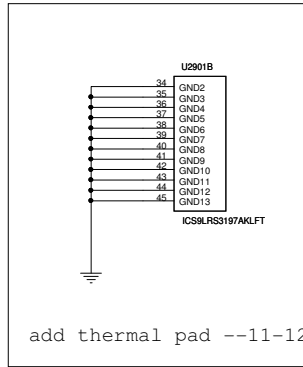 U2901B
34 GND2
35 GND3
36 GND4
37 GND5
38 GND6
39 GND7
40 GND8
41 GND9
42 GND10
43 GND11
44 GND12
45 GND13
ICS9LRS3197AKLFT
add thermal pad --11-12